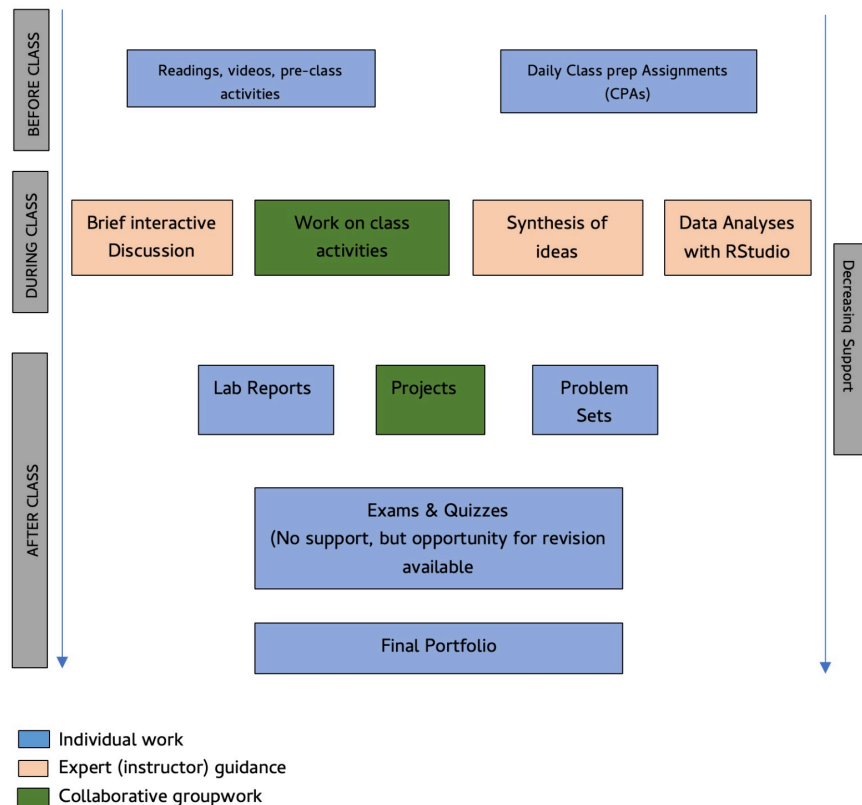 BEFORE CLASS
Readings, videos, pre-class
activities
Daily Class prep Assignments
(CPAs)
DURING CLASS
Brief interactive
Discussion
Work on class
activities
Synthesis of
ideas
Data Analyses
with RStudio
Decreasing Support
AFTER CLASS
Lab Reports
Projects
Problem
Sets
Exams & Quizzes
(No support, but opportunity for revision
available
Final Portfolio
Individual work
Expert (instructor) guidance
Collaborative groupwork